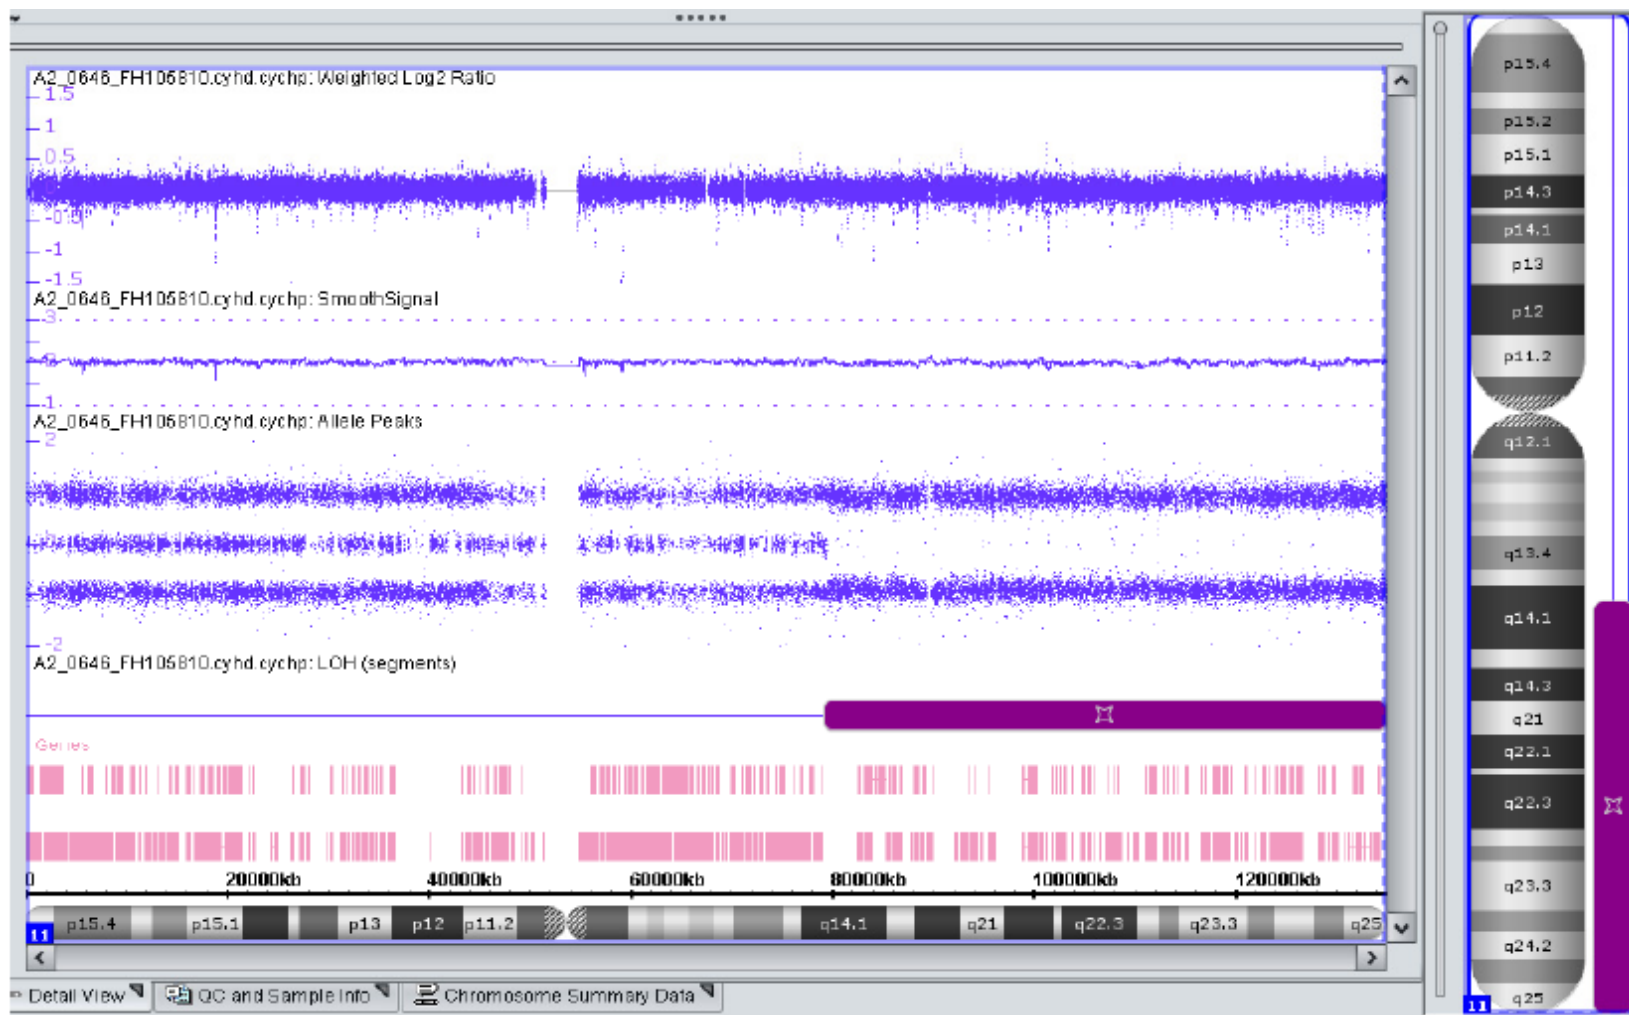 A2_0646_FH105810.cyhd.cychp: Weighted Log2 Ratio
1.5
1
0.5
-0.5
-1
-1.5
A2_0646_FH105810.cyhd.cychp: SmoothSignal
3
1
A2_0646_FH105810.cyhd.cychp: Allele Peaks
2
-2
A2_0646_FH105810.cyhd.cychp: LOH (segments)
Genes
0 20000kb 40000kb 60000kb 80000kb 100000kb 120000kb
11 p15.4 p15.1 p13 p12 p11.2 q14.1 q21 q22.3 q23.3 q25
Detail View QC and Sample Info Chromosome Summary Data
p15.4
p15.2
p15.1
p14.3
p14.1
p13
p12
p11.2
q12.1
q13.4
q14.1
q14.3
q21
q22.1
q22.3
q23.3
q24.2
11 q25